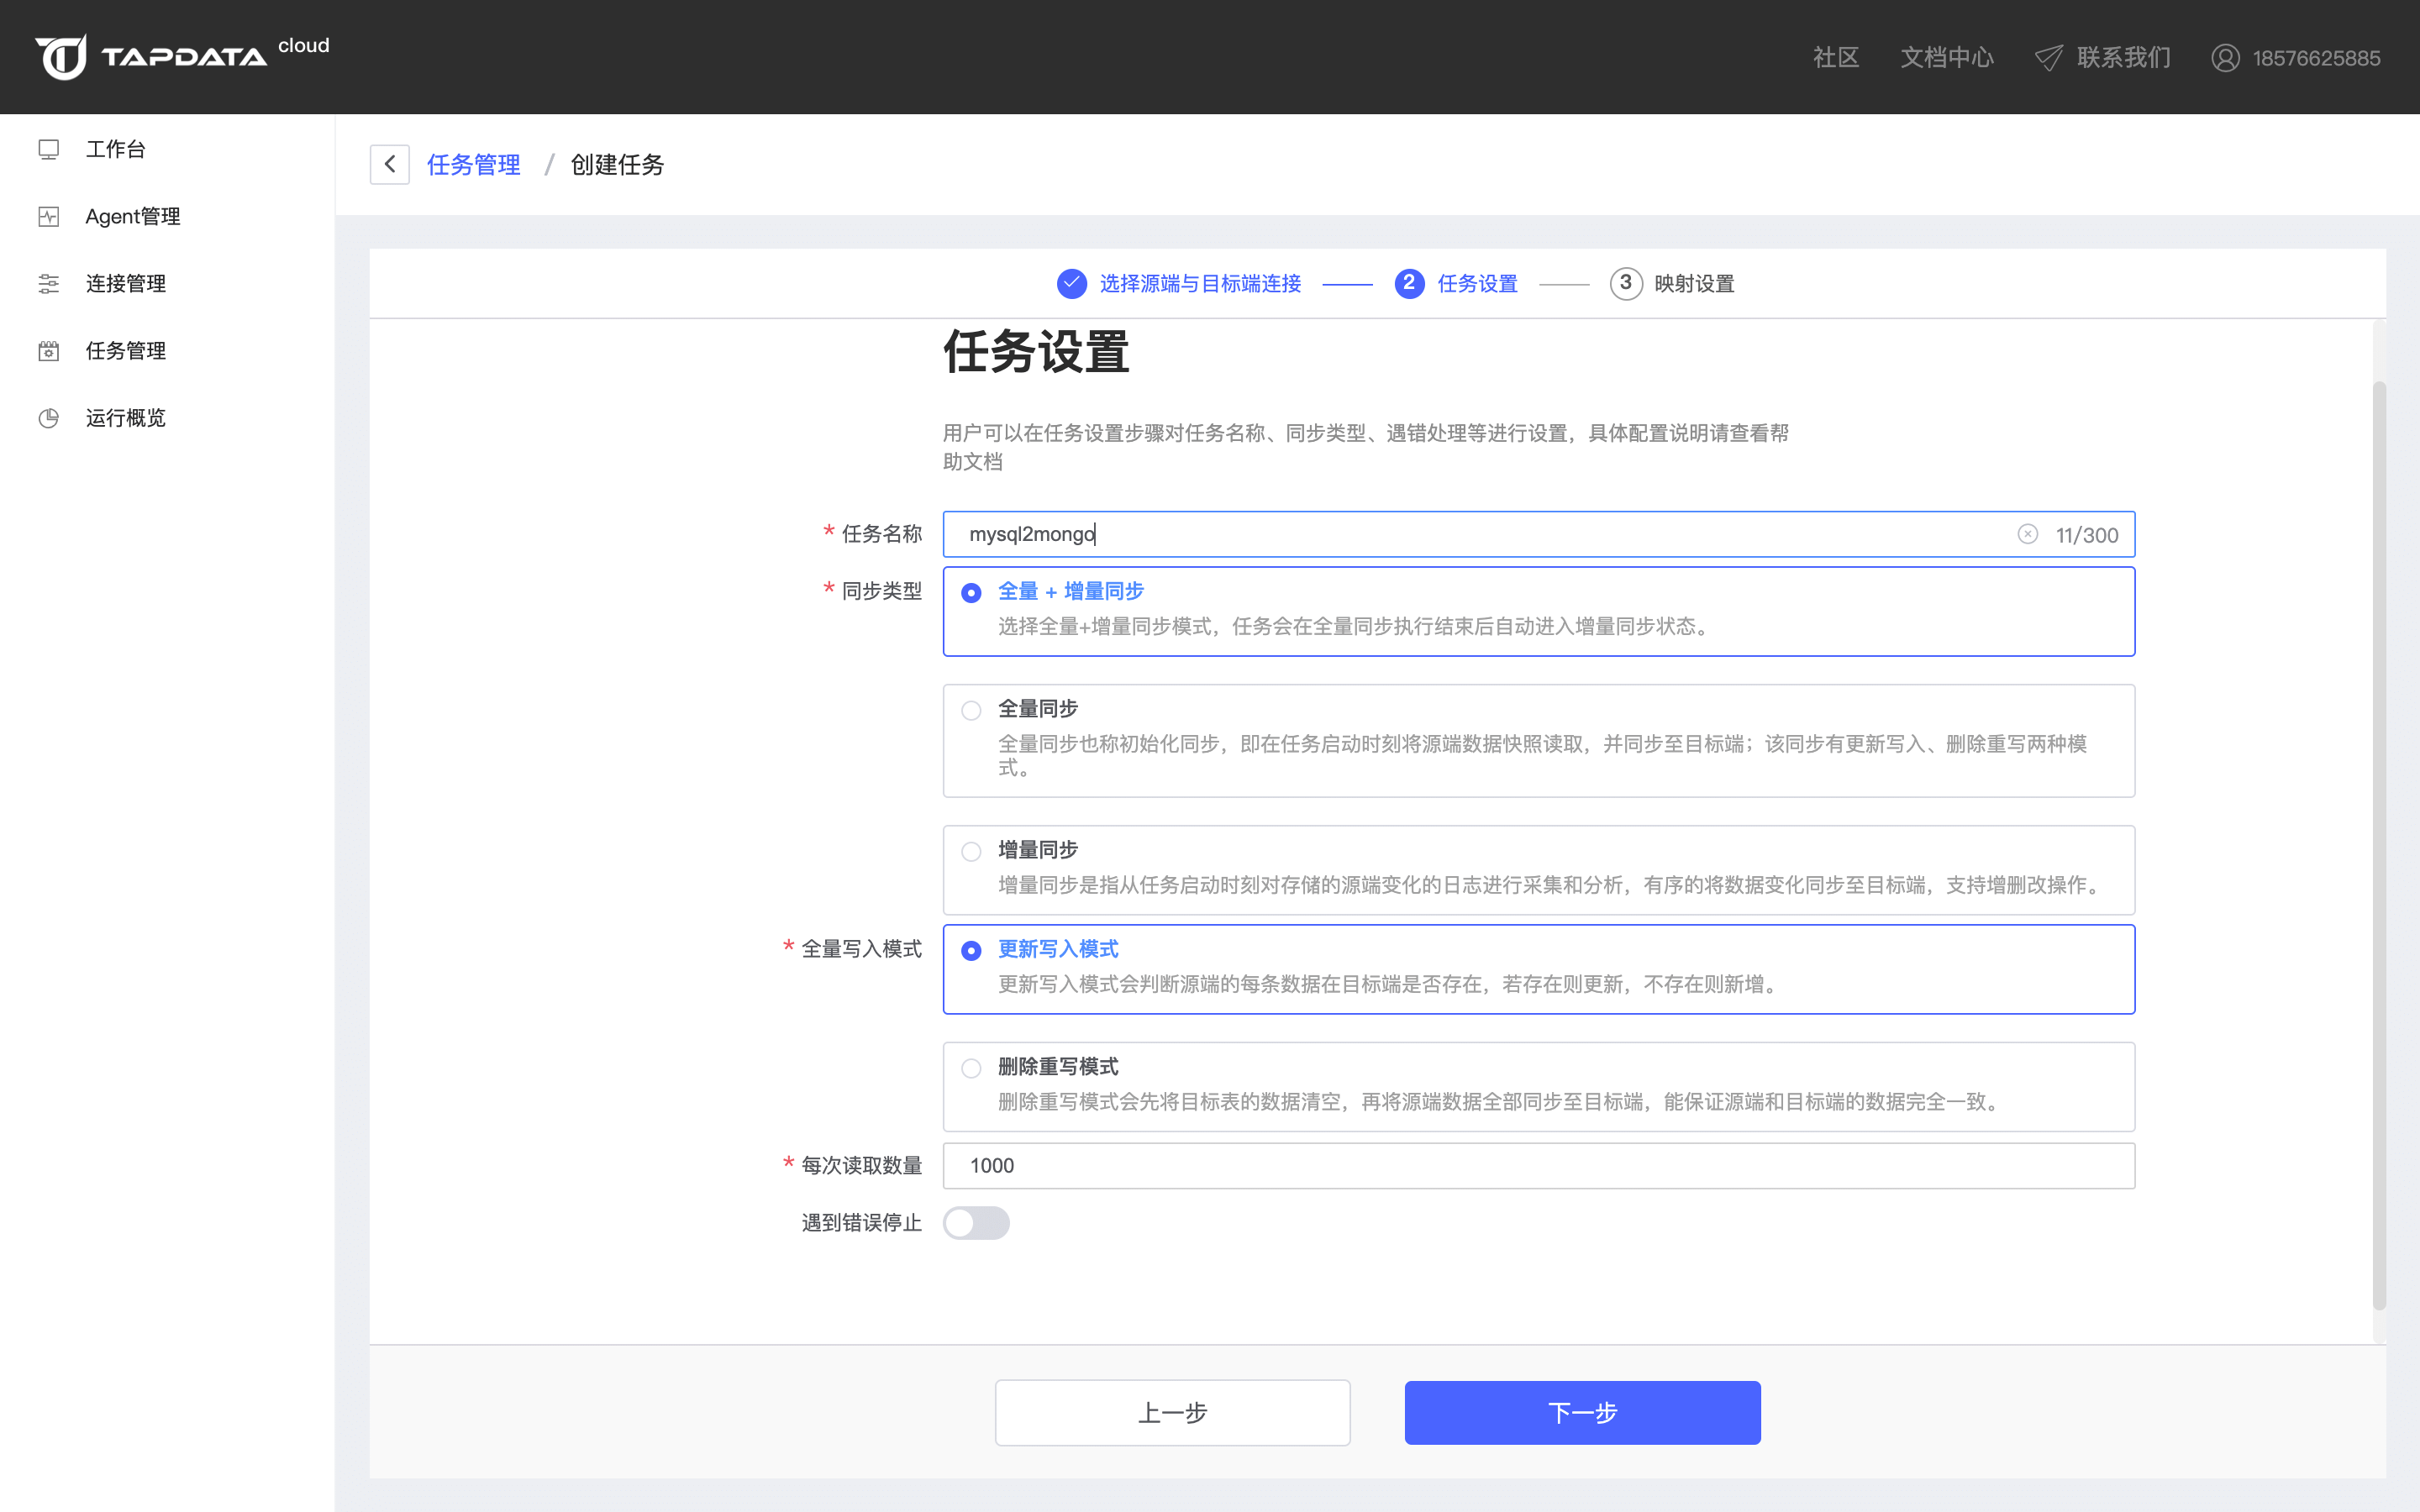 TAPDATA cloud
社区 文档中心 联系我们 18576625885
工作台
Agent管理
连接管理
任务管理
运行概览
任务管理 / 创建任务
选择源端与目标端连接 2 任务设置 3 映射设置
任务设置
用户可以在任务设置步骤对任务名称、同步类型、遇错处理等进行设置，具体配置说明请查看帮
助文档
* 任务名称 mysql2mongo 11/300
* 同步类型 全量 + 增量同步
选择全量+增量同步模式，任务会在全量同步执行结束后自动进入增量同步状态。
全量同步
全量同步也称初始化同步，即在任务启动时刻将源端数据快照读取，并同步至目标端；该同步有更新写入、删除重写两种模
式。
增量同步
增量同步是指从任务启动时刻对存储的源端变化的日志进行采集和分析，有序的将数据变化同步至目标端，支持增删改操作。
* 全量写入模式 更新写入模式
更新写入模式会判断源端的每条数据在目标端是否存在，若存在则更新，不存在则新增。
删除重写模式
删除重写模式会先将目标表的数据清空，再将源端数据全部同步至目标端，能保证源端和目标端的数据完全一致。
* 每次读取数量 1000
遇到错误停止
上一步 下一步